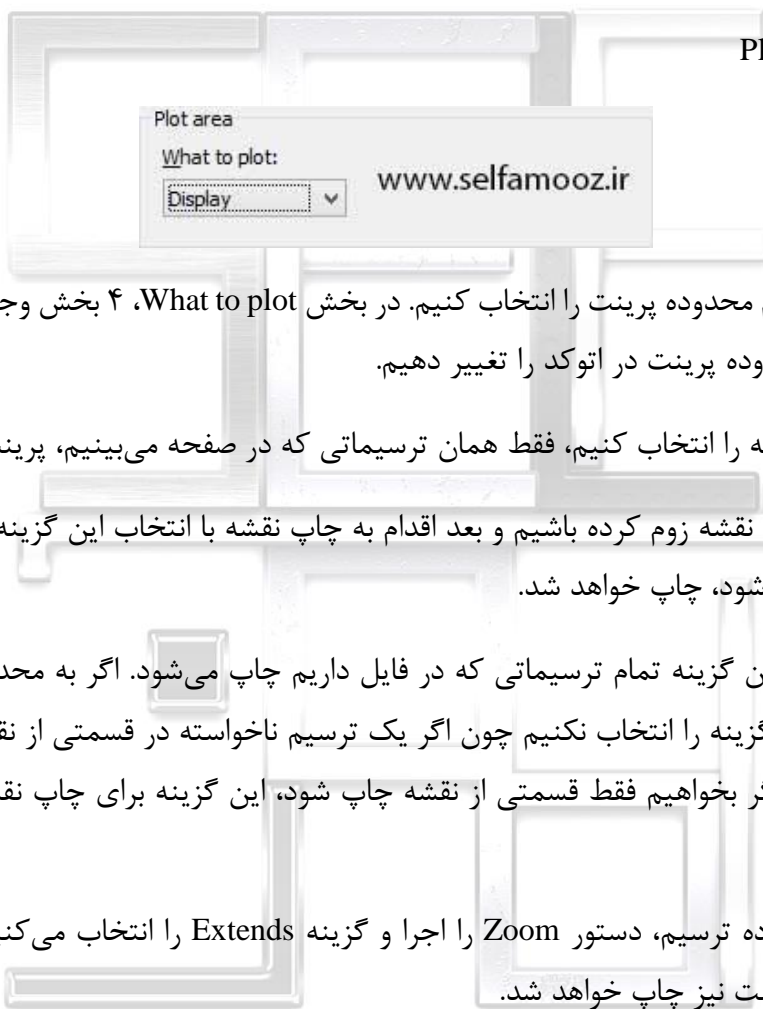 Pl
Plot area
What to plot:
Display
www.selfamooz.ir
محدوده پرینت را انتخاب کنیم. در بخش What to plot، ۴ بخش وج
وده پرینت در اتوکد را تغییر دهیم.
ه را انتخاب کنیم، فقط همان ترسیماتی که در صفحه می‌بینیم، پرینت
نقشه زوم کرده باشیم و بعد اقدام به چاپ نقشه با انتخاب این گزینه
شود، چاپ خواهد شد.
ن گزینه تمام ترسیماتی که در فایل داریم چاپ می‌شود. اگر به محد
گزینه را انتخاب نکنیم چون اگر یک ترسیم ناخواسته در قسمتی از نق
گر بخواهیم فقط قسمتی از نقشه چاپ شود، این گزینه برای چاپ نق
ده ترسیم، دستور Zoom را اجرا و گزینه Extends را انتخاب می‌کنی
ت نیز چاپ خواهد شد.